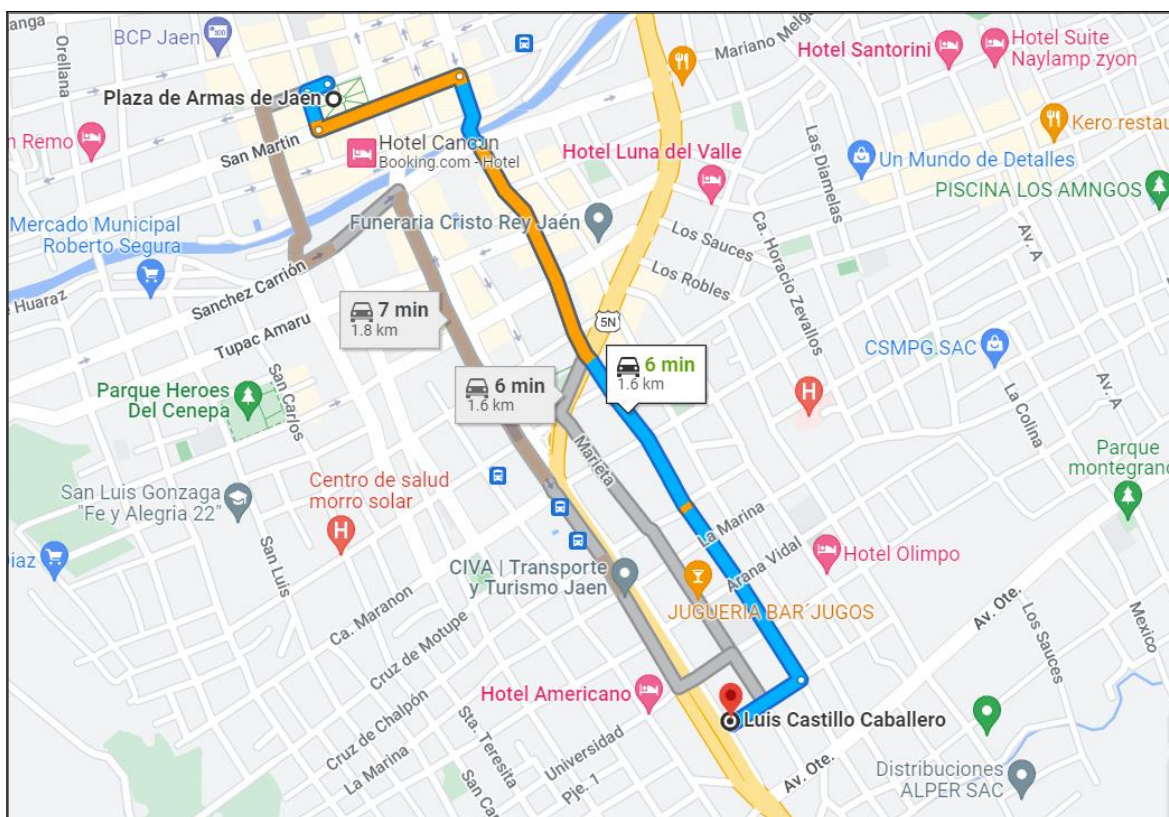 anga
Orellana
BCP Jaen
Mariano Melg
Hotel Santorini
Hotel Suite
Naylamp zyon
Plaza de Armas de Jaén
n Remo
San Martin
Hotel Cancún
Booking.com - Hotel
Kero restau
Las Diamelas
Hotel Luna del Valle
Un Mundo de Detalles
PISCINA LOS AMNGOS
Mercado Municipal
Roberto Segura
Funeraria Cristo Rey Jaén
Ca. Horacio Zevallos
Los Sauces
Av. A
e Huaraz
Sanchez Carrión
Los Robles
7 min
1.8 km
5N
Tupac Amaru
CSMPG.SAC
6 min
1.6 km
6 min
1.6 km
Parque Heroes
Del Cenepa
San Carlos
H
La Colina
Av. A
Marieta
Parque
montegrand
Centro de salud
morro solar
H
San Luis Gonzaga
"Fe y Alegria 22"
La Marina
Diaz
San Luis
Arana Vidal
Hotel Olimpo
CIVA | Transporte
y Turismo Jaen
JUGUERIA BAR´JUGOS
Av. Ote.
Ca. Maranon
Los Sauces
Mexico
Cruz de Motupe
Hotel Americano
Luis Castillo Caballero
Cruz de Chalpón
Sta. Teresita
Universidad
La Marina
San Ca
Pje. 1
Av. Ote.
Distribuciones
ALPER SAC